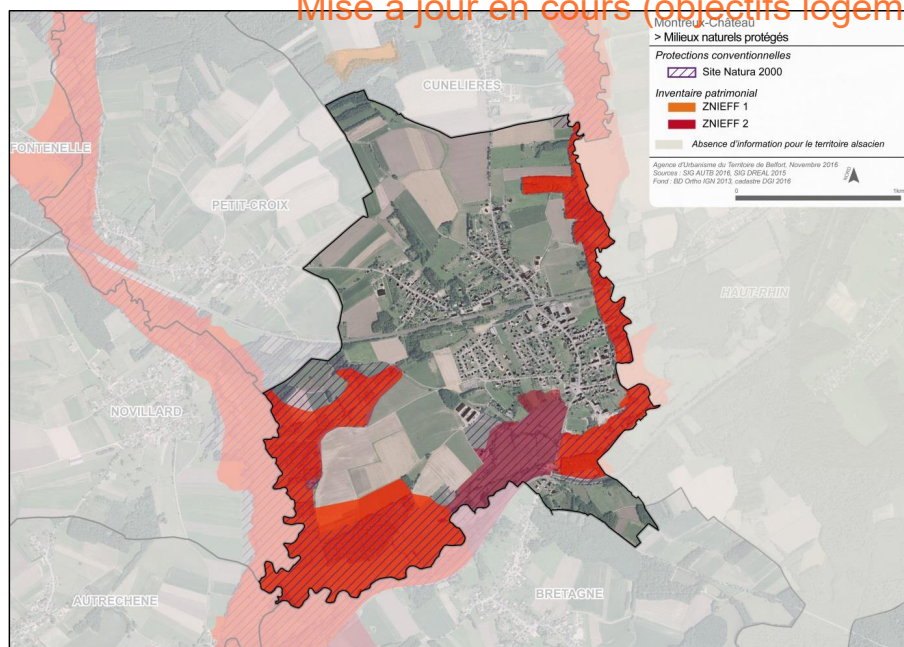 Mise à jour en cours (objectifs logem
Montreux-Château
> Milieux naturels protégés
Protections conventionnelles
Site Natura 2000
Inventaire patrimonial
ZNIEFF 1
ZNIEFF 2
Absence d'information pour le territoire alsacien
Agence d'Urbanisme du Territoire de Belfort, Novembre 2016
Sources : SIG AUTB 2016, SIG DREAL 2015
Fond : BD Ortho IGN 2013, cadastre DGI 2016
NORD
0 1km
CUNELIERES
FONTENELLE
PETIT-CROIX
HAUT-RHIN
NOVILLARD
AUTRECHENE
BRETAGNE